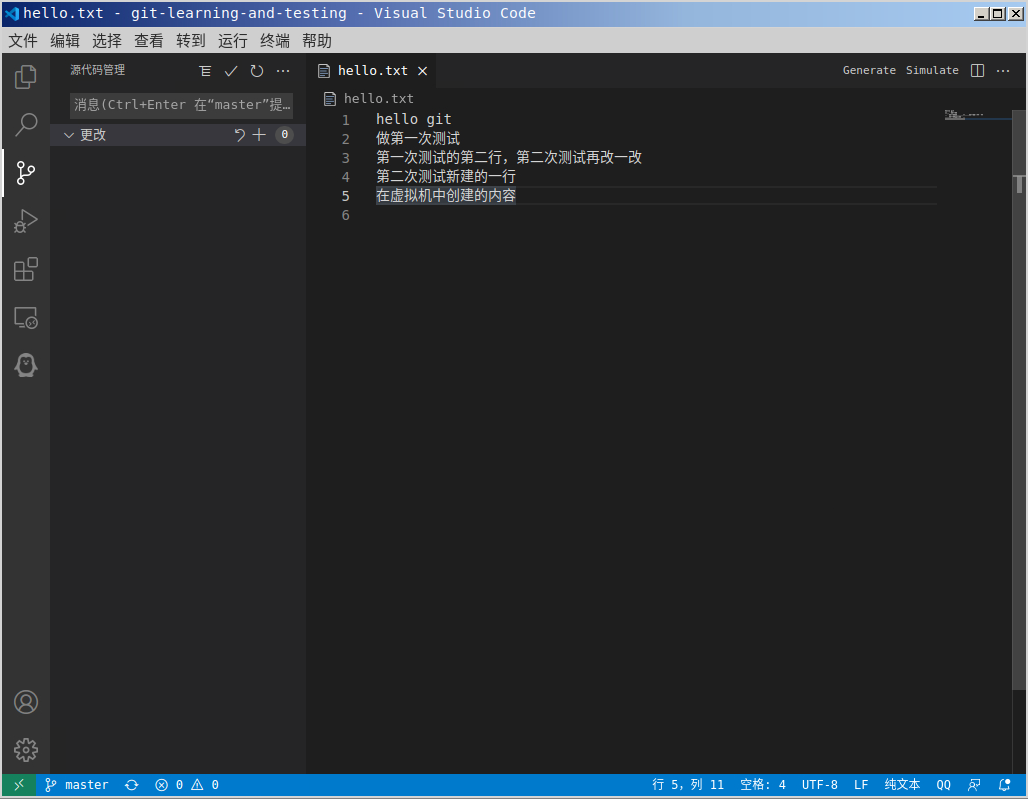 hello.txt - git-learning-and-testing - Visual Studio Code
文件 编辑 选择 查看 转到 运行 终端 帮助
源代码管理
消息(Ctrl+Enter 在“master”提…
更改
0
hello.txt
Generate Simulate
hello.txt
1 hello git
2 做第一次测试
3 第一次测试的第二行，第二次测试再改一改
4 第二次测试新建的一行
5 在虚拟机中创建的内容
6
master 0 0 行 5，列 11 空格: 4 UTF-8 LF 纯文本 QQ